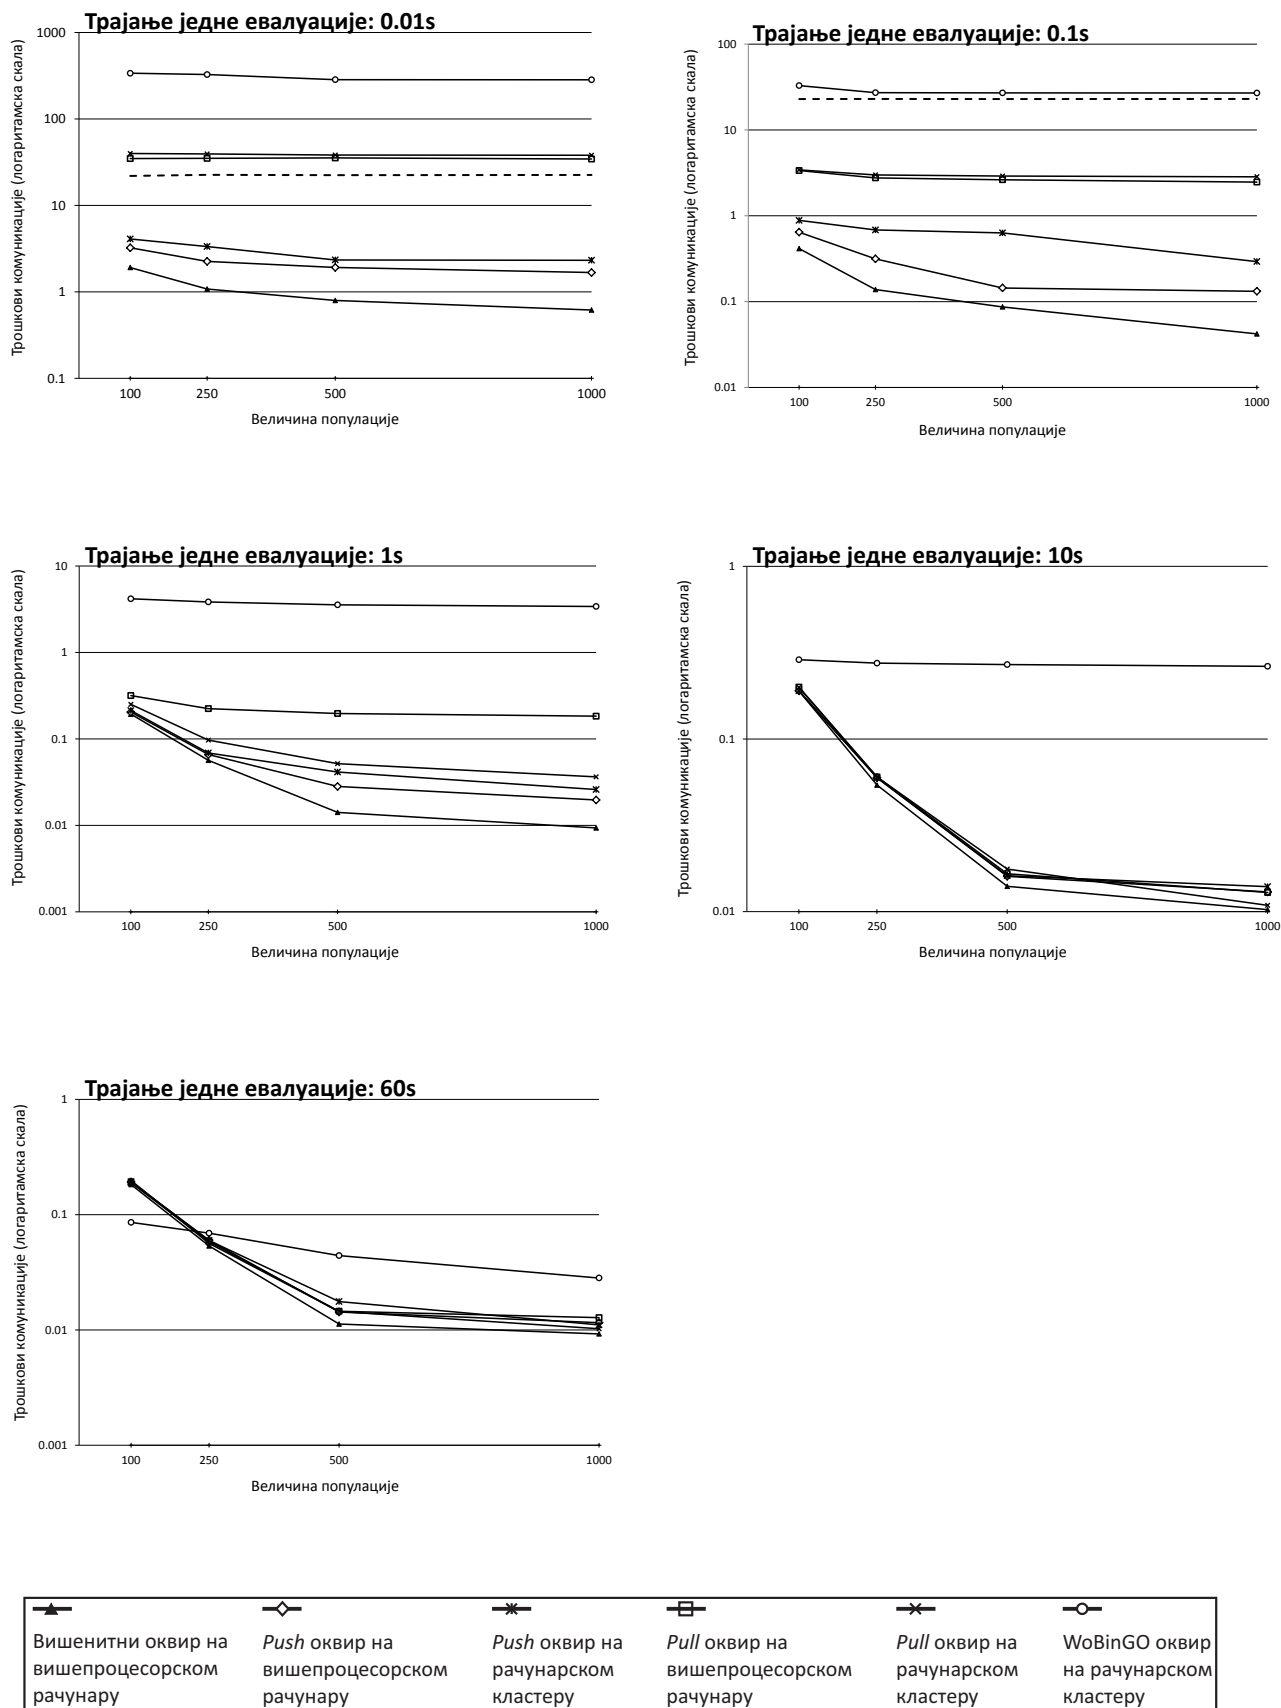 Трајање једне евалуације: 0.01s
Трошкови комуникације (логаритамска скала)
1000
100
10
1
0.1
100 250 500 1000
Величина популације
Трајање једне евалуације: 0.1s
Трошкови комуникације (логаритамска скала)
100
10
1
0.1
0.01
100 250 500 1000
Величина популације
Трајање једне евалуације: 1s
Трошкови комуникације (логаритамска скала)
10
1
0.1
0.01
0.001
100 250 500 1000
Величина популације
Трајање једне евалуације: 10s
Трошкови комуникације (логаритамска скала)
1
0.1
0.01
100 250 500 1000
Величина популације
Трајање једне евалуације: 60s
Трошкови комуникације (логаритамска скала)
1
0.1
0.01
0.001
100 250 500 1000
Величина популације
Вишенитни оквир на
вишепроцесорском
рачунару
Push оквир на
вишепроцесорском
рачунару
Push оквир на
рачунарском
кластеру
Pull оквир на
вишепроцесорском
рачунару
Pull оквир на
рачунарском
кластеру
WoBinGO оквир
на рачунарском
кластеру